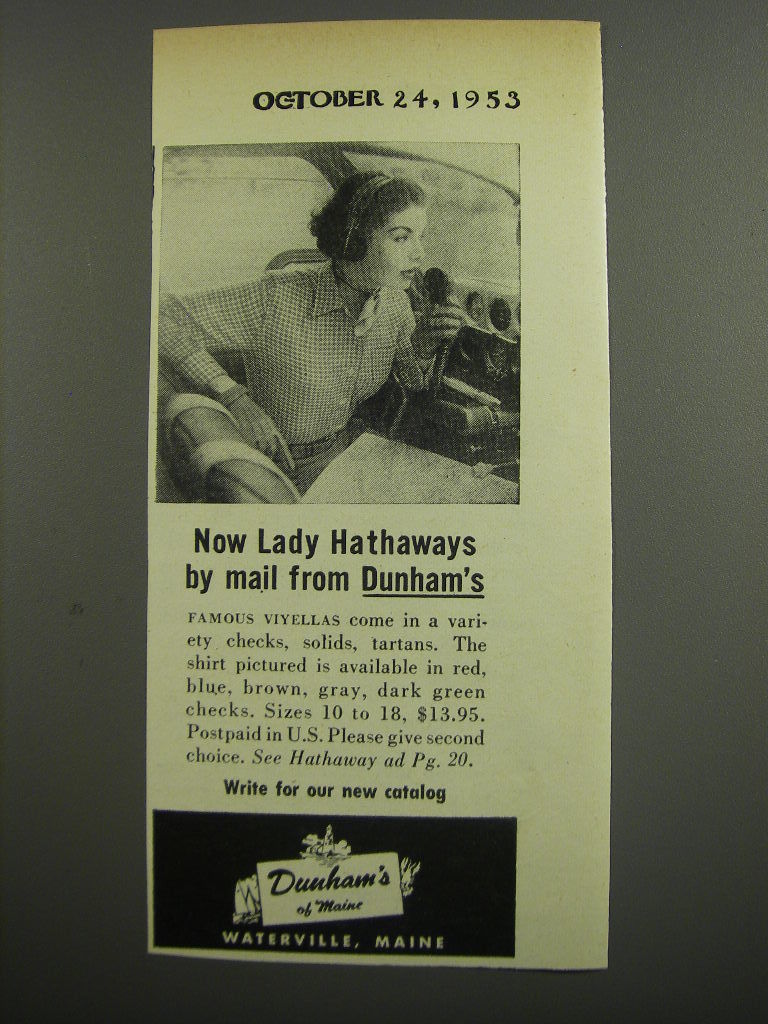 OCTOBER 24, 1953
Now Lady Hathaways
by mail from Dunham's
FAMOUS VIYELLAS come in a vari-
ety checks, solids, tartans. The
shirt pictured is available in red,
blue, brown, gray, dark green
checks. Sizes 10 to 18, $13.95.
Postpaid in U.S. Please give second
choice. See Hathaway ad Pg. 20.
Write for our new catalog
Dunham's
of Maine
WATERVILLE, MAINE